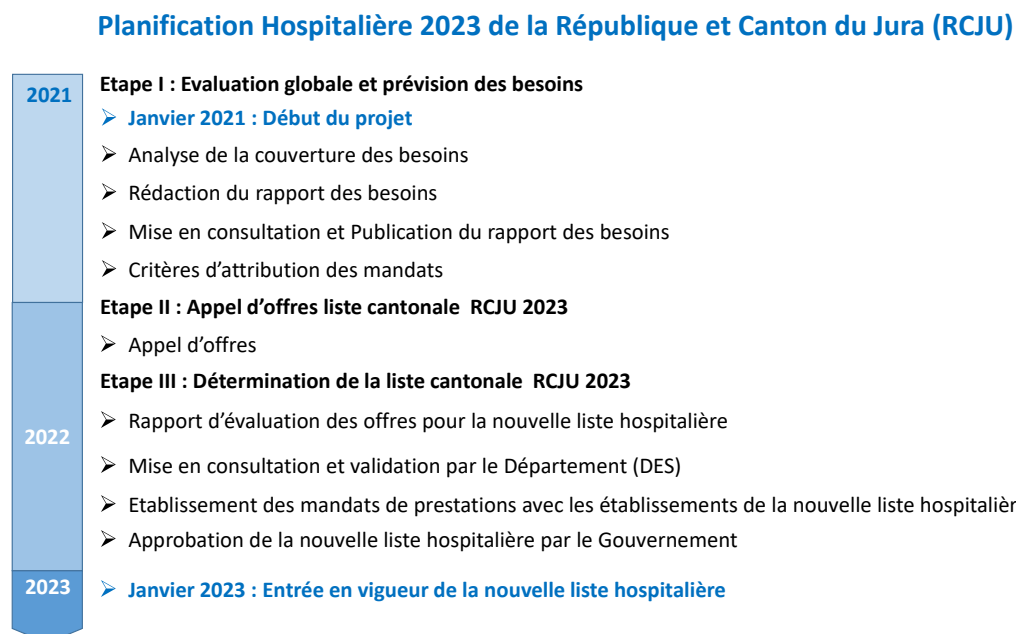 Planification Hospitalière 2023 de la République et Canton du Jura (RCJU)
2021
Etape I : Evaluation globale et prévision des besoins
➢ Janvier 2021 : Début du projet
➢ Analyse de la couverture des besoins
➢ Rédaction du rapport des besoins
➢ Mise en consultation et Publication du rapport des besoins
➢ Critères d'attribution des mandats
Etape II : Appel d'offres liste cantonale RCJU 2023
➢ Appel d'offres
Etape III : Détermination de la liste cantonale RCJU 2023
➢ Rapport d'évaluation des offres pour la nouvelle liste hospitalière
2022
➢ Mise en consultation et validation par le Département (DES)
➢ Etablissement des mandats de prestations avec les établissements de la nouvelle liste hospitalièr
➢ Approbation de la nouvelle liste hospitalière par le Gouvernement
2023
➢ Janvier 2023 : Entrée en vigueur de la nouvelle liste hospitalière